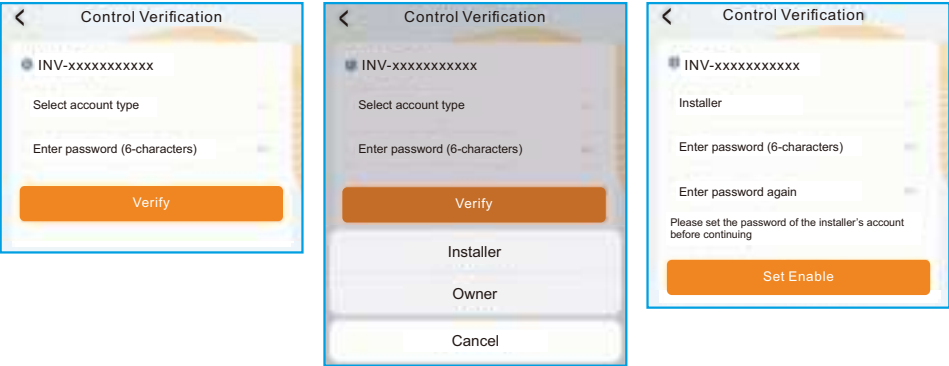 Control Verification
INV-xxxxxxxxxxx
Select account type
Enter password (6-characters)
Verify
Control Verification
INV-xxxxxxxxxxx
Select account type
Enter password (6-characters)
Verify
Installer
Owner
Cancel
Control Verification
INV-xxxxxxxxxxx
Installer
Enter password (6-characters)
Enter password again
Please set the password of the installer's account
before continuing
Set Enable